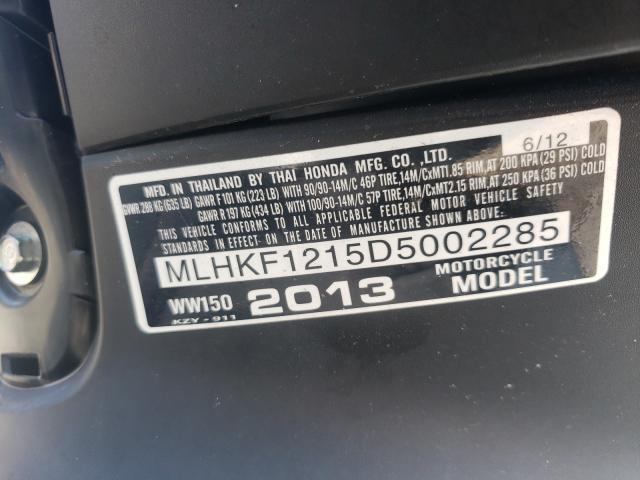 6/12
MFD. IN THAILAND BY THAI HONDA MFG. CO. ,LTD.
GVWR 288 KG (635 LB) GAWR F 101 KG (223 LB) WITH 90/90-14M/C 46P TIRE,14M/CxMT1.85 RIM,AT 200 KPA (29 PSI) COLD
GAWR R 197 KG (434 LB) WITH 100/90-14M/C 57P TIRE,14M/CxMT2.15 RIM,AT 250 KPA (36 PSI) COLD
THIS VEHICLE CONFORMS TO ALL APPLICABLE FEDERAL MOTOR VEHICLE SAFETY
STANDARDS IN EFFECT ON THE DATE OF MANUFACTURE SHOWN ABOVE.
MLHKF1215D5002285
WW150 2013 MOTORCYCLE
KZY - 911 MODEL